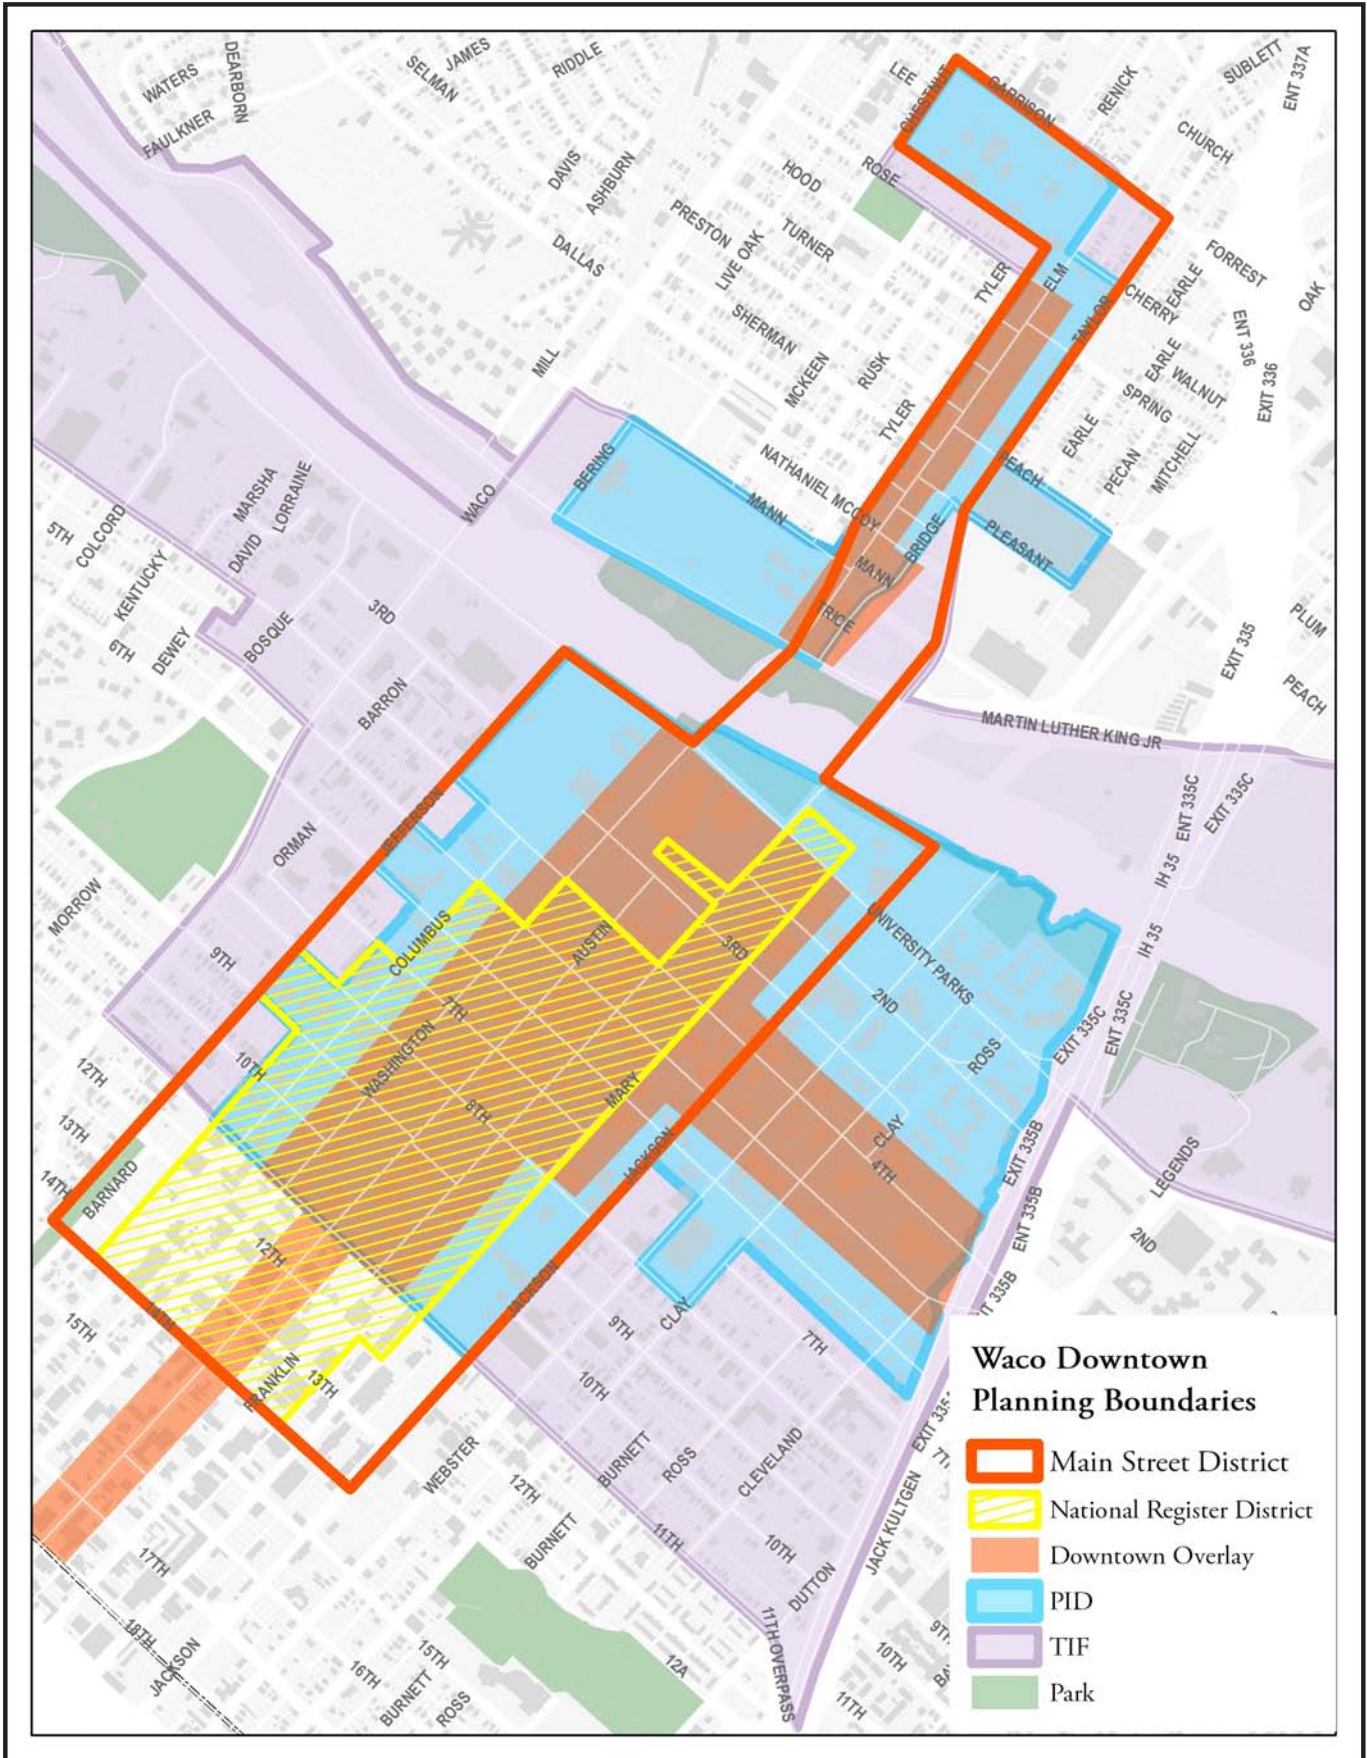 WATERS
DEARBORN
FAULKNER
SELMAN
JAMES
RIDDLE
LEE
CHESTNUT
GARRISON
RENICK
SUBLETT
ENT 337A
CHURCH
DAVIS
ASHBURN
HOOD
ROSE
PRESTON
LIVE OAK
TURNER
DALLAS
TYLER
ELM
FORREST
EARLE
CHERRY
TAYLOR
OAK
ENT 336
EXIT 336
SHERMAN
MILL
MCKEEN
RUSK
EARLE
WALNUT
SPRING
TYLER
EARLE
PECAN
MITCHELL
BERING
NATHANIEL MCCOY
PEACH
MARSHA
LORRAINE
WACO
MANN
5TH
COLCORD
DAVID
BRIDGE
PLEASANT
KENTUCKY
MANN
3RD
TRICE
PLUM
6TH
DEWEY
BOSQUE
EXIT 335
BARRON
PEACH
MARTIN LUTHER KING JR
ENT 335C
EXIT 335C
JEFFERSON
ORMAN
IH 35
MORROW
COLUMBUS
AUSTIN
3RD
UNIVERSITY PARKS
IH 35
9TH
7TH
2ND
ENT 335C
EXIT 335C
WASHINGTON
ROSS
10TH
12TH
8TH
MARY
13TH
CLAY
JACKSON
EXIT 335B
4TH
LEGENDS
14TH
BARNARD
ENT 335B
12TH
2ND
JACKSON
CLAY
15TH
14TH
9TH
7TH
FRANKLIN
13TH
10TH
WEBSTER
BURNETT
ROSS
CLEVELAND
12TH
BURNETT
11TH
10TH
JACK KULTGEN
17TH
DUTTON
18TH
JACKSON
15TH
12A
11TH OVERPASS
16TH
BURNETT
ROSS
10TH
11TH
Waco Downtown
Planning Boundaries
Main Street District
National Register District
Downtown Overlay
PID
TIF
Park